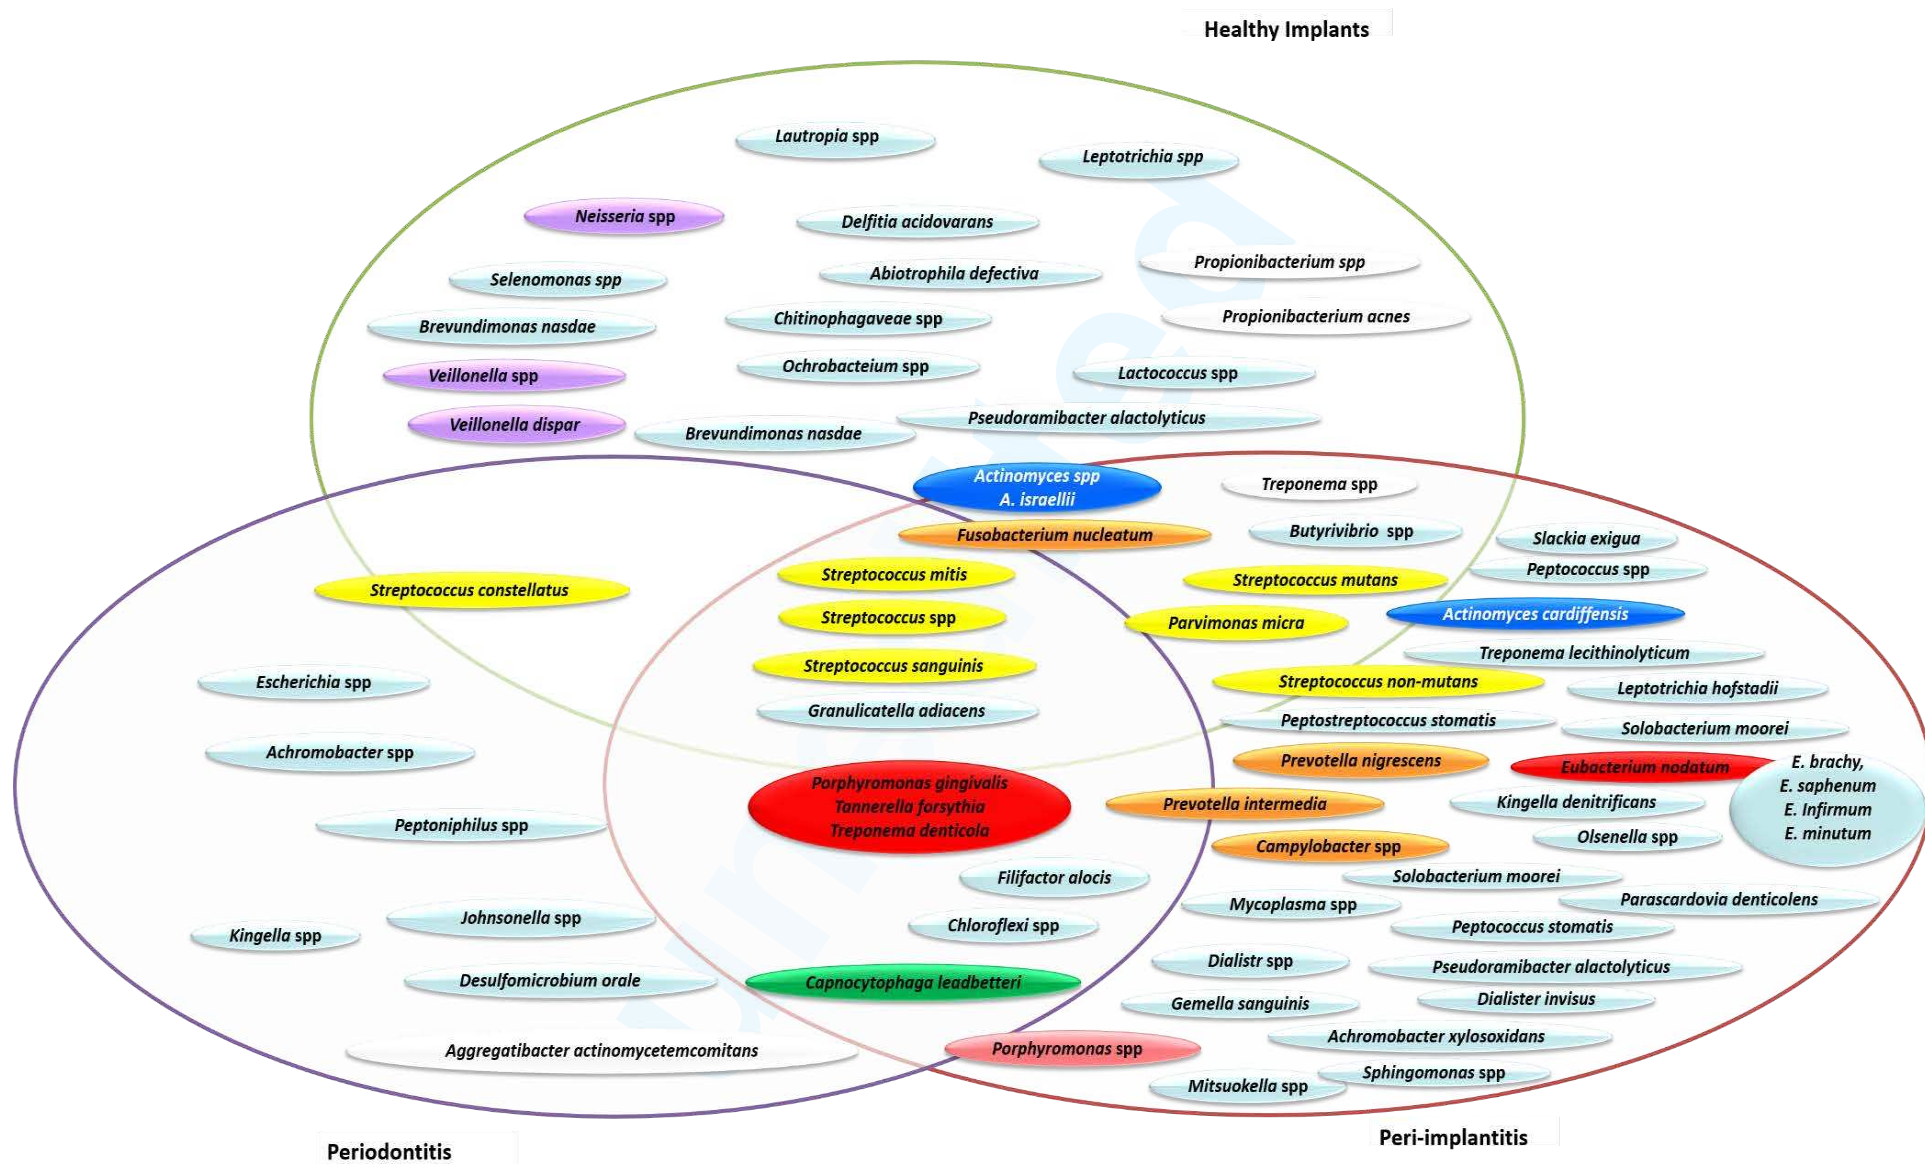 Healthy Implants
Lautropia spp
Leptotrichia spp
Neisseria spp
Delfitia acidovarans
Selenomonas spp
Abiotrophila defectiva
Propionibacterium spp
Brevundimonas nasdae
Chitinophagaveae spp
Propionibacterium acnes
Veillonella spp
Ochrobacteium spp
Lactococcus spp
Veillonella dispar
Brevundimonas nasdae
Pseudoramibacter alactolyticus
Actinomyces spp
A. israellii
Treponema spp
Fusobacterium nucleatum
Butyrivibrio spp
Slackia exigua
Streptococcus constellatus
Streptococcus mitis
Streptococcus mutans
Peptococcus spp
Streptococcus spp
Parvimonas micra
Actinomyces cardiffensis
Streptococcus sanguinis
Treponema lecithinolyticum
Escherichia spp
Streptococcus non-mutans
Leptotrichia hofstadii
Granulicatella adiacens
Peptostreptococcus stomatis
Solobacterium moorei
Achromobacter spp
Prevotella nigrescens
Eubacterium nodatum
E. brachy,
E. saphenum
E. Infirmum
E. minutum
Porphyromonas gingivalis
Tannerella forsythia
Treponema denticola
Prevotella intermedia
Kingella denitrificans
Peptoniphilus spp
Campylobacter spp
Olsenella spp
Filifactor alocis
Solobacterium moorei
Mycoplasma spp
Parascardovia denticolens
Johnsonella spp
Kingella spp
Chloroflexi spp
Peptococcus stomatis
Dialistr spp
Pseudoramibacter alactolyticus
Desulfomicrobium orale
Capnocytophaga leadbetteri
Gemella sanguinis
Dialister invisus
Achromobacter xylosoxidans
Aggregatibacter actinomycetemcomitans
Porphyromonas spp
Sphingomonas spp
Mitsuokella spp
Periodontitis
Peri-implantitis